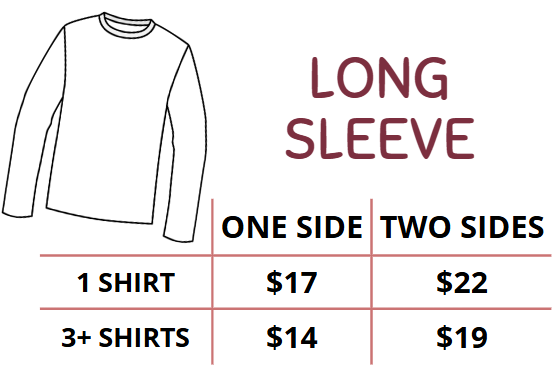 LONG
SLEEVE
ONE SIDE TWO SIDES
1 SHIRT $17 $22
3+ SHIRTS $14 $19